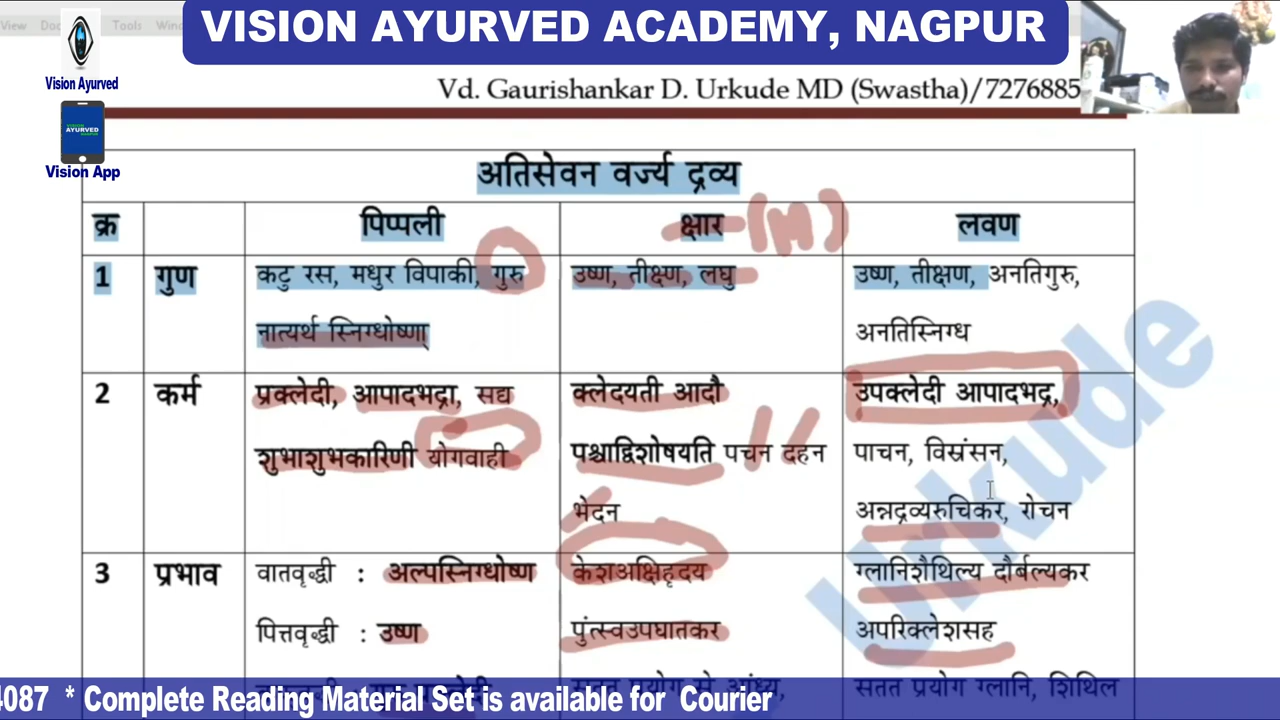 View
Tools
VISION AYURVED ACADEMY, NAGPUR
Vision Ayurved
Vd. Gaurishankar D. Urkude MD (Swastha)/7276885
AYURVED
Vision App
अतिसेवन वर्ज्य द्रव्य
क्र पिप्पली क्षार (M) लवण
1 गुण कटु रस, मधुर विपाकी, गुरु उष्ण, तीक्ष्ण, लघु उष्ण, तीक्षण, अनतिगुरु,
नात्यर्थ स्निग्धोष्णा अनतिस्निग्ध
2 कर्म प्रक्लेदी, आपादभद्रा, सद्य क्लेदयती आदौ उपक्लेदी आपादभद्र,
शुभाशुभकारिणी योगवाही पश्चाद्विशोषयति पचन दहन पाचन, विस्रंसन,
भेदन अन्नद्रव्यरुचिकर, रोचन
3 प्रभाव वातवृद्धी : अल्पस्निग्धोष्ण केशअक्षिहृदय ग्लानिशैथिल्य दौर्बल्यकर
पित्तवृद्धी : उष्ण पुंत्स्वउपघातकर अपरिक्लेशसह
सतत प्रयोग ग्लानि, शिथिल
Urkude
4087 * Complete Reading Material Set is available for Courier